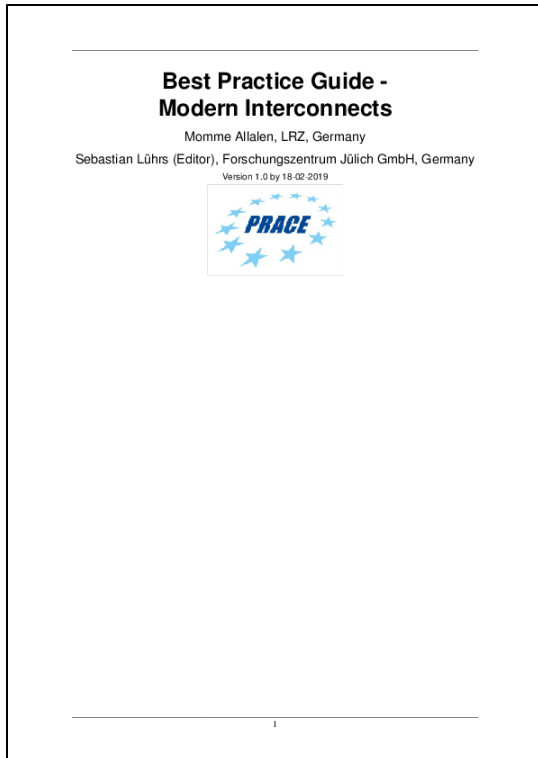 Best Practice Guide -
Modern Interconnects
Momme Allalen, LRZ, Germany
Sebastian Lührs (Editor), Forschungszentrum Jülich GmbH, Germany
Version 1.0 by 18-02-2019
PRACE
1